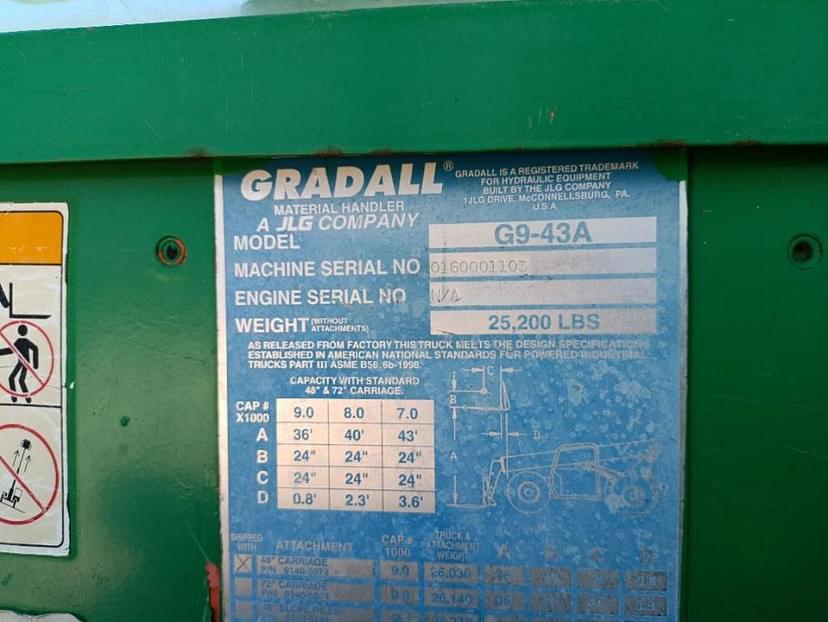 GRADALL®
MATERIAL HANDLER
A JLG COMPANY
GRADALL IS A REGISTERED TRADEMARK
FOR HYDRAULIC EQUIPMENT
BUILT BY THE JLG COMPANY
1JLG DRIVE. McCONNELLSBURG, PA.
U.S.A
MODEL G9-43A
MACHINE SERIAL NO 0160001103
ENGINE SERIAL NO N/A
WEIGHT (WITHOUT ATTACHMENTS) 25,200 LBS
AS RELEASED FROM FACTORY THIS TRUCK MEETS THE DESIGN SPECIFICATIONS
ESTABLISHED IN AMERICAN NATIONAL STANDARDS FOR POWERED INDUSTRIAL
TRUCKS PART III ASME B56.6b-1998.
CAPACITY WITH STANDARD
48" & 72" CARRIAGE.
CAP # X1000 9.0 8.0 7.0
A 36' 40' 43'
B 24" 24" 24"
C 24" 24" 24"
D 0.8' 2.3' 3.6'
C
B
D
A
SHIPPED WITH ATTACHMENT CAP.# 1000 TRUCK & ATTACHMENT WEIGHT A
48" CARRIAGE
P/N 9140-5073 9.0 26,030
72" CARRIAGE
9.0 26,140